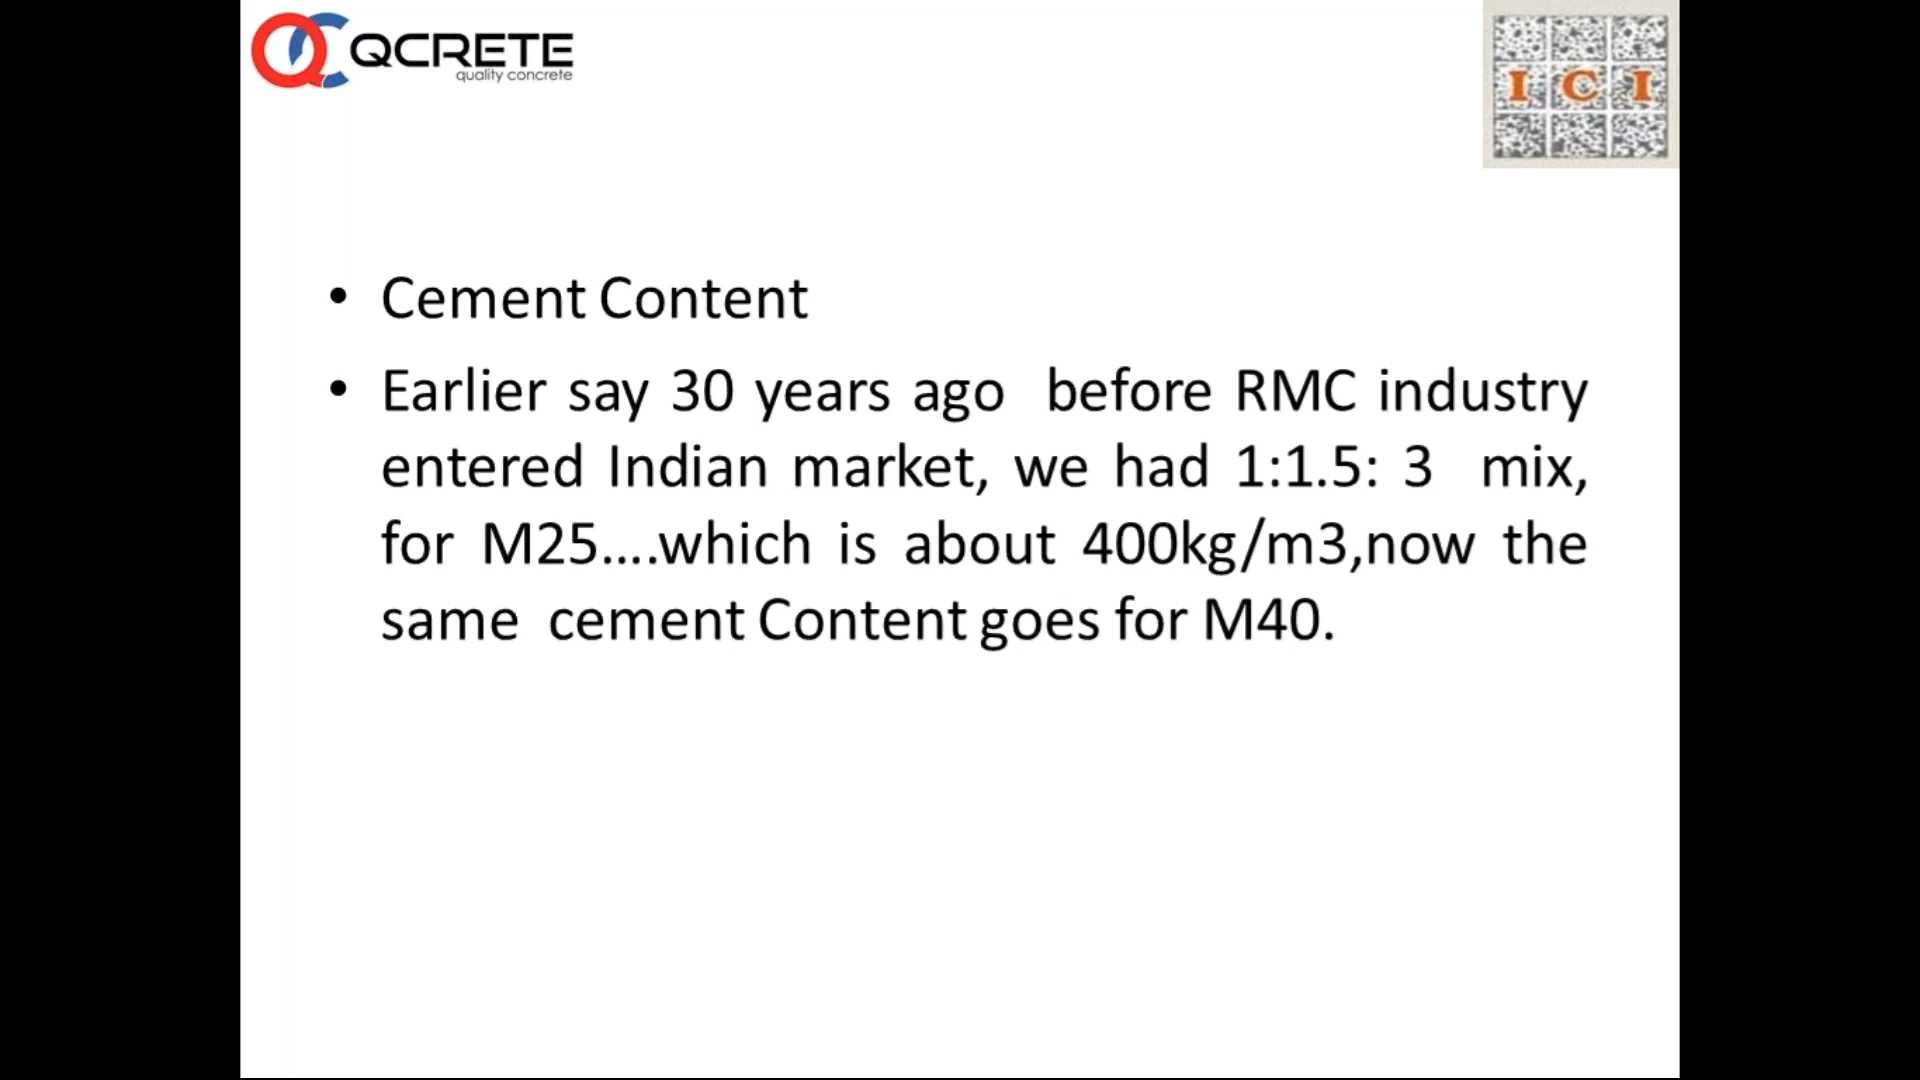 QCRETE
quality concrete
I C I
• Cement Content
• Earlier say 30 years ago before RMC industry
entered Indian market, we had 1:1.5: 3 mix,
for M25....which is about 400kg/m3,now the
same cement Content goes for M40.